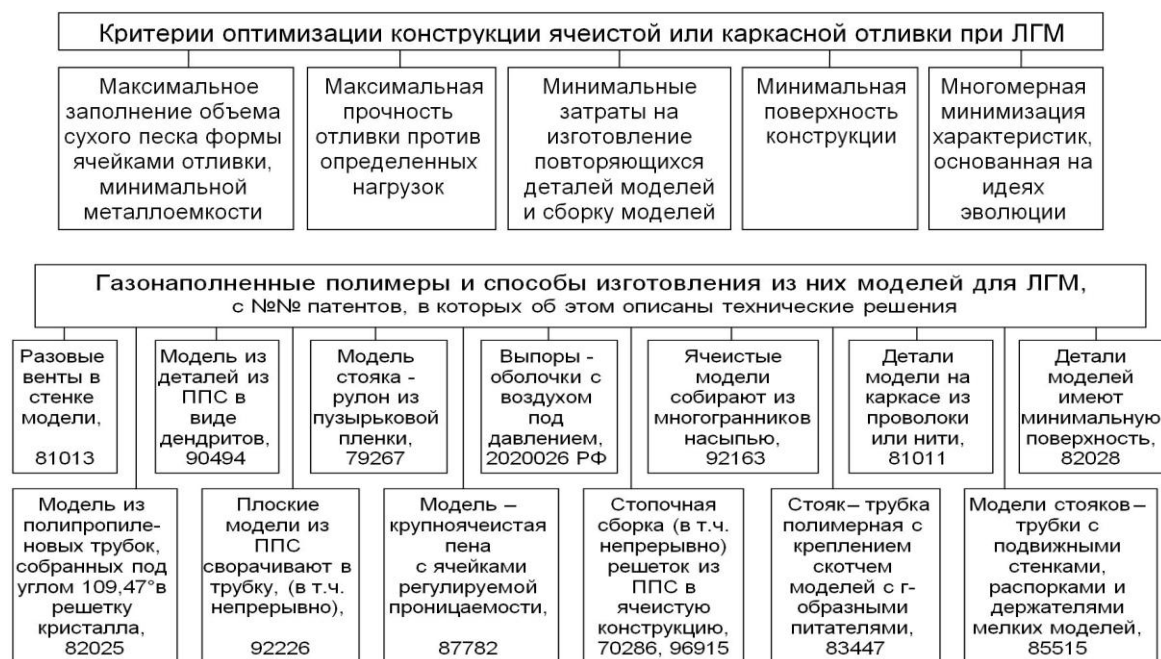 Критерии оптимизации конструкции ячеистой или каркасной отливки при ЛГМ
Максимальное
заполнение объема
сухого песка формы
ячейками отливки,
минимальной
металлоемкости
Максимальная
прочность
отливки против
определенных
нагрузок
Минимальные
затраты на
изготовление
повторяющихся
деталей моделей
и сборку моделей
Минимальная
поверхность
конструкции
Многомерная
минимизация
характеристик,
основанная на
идеях
эволюции
Газонаполненные полимеры и способы изготовления из них моделей для ЛГМ,
с №№ патентов, в которых об этом описаны технические решения
Разовые
венты в
стенке
модели,
81013
Модель из
деталей из
ППС в
виде
дендритов,
90494
Модель
стояка -
рулон из
пузырьковой
пленки,
79267
Выпоры -
оболочки с
воздухом
под
давлением,
2020026 РФ
Ячеистые
модели
собирают из
многогранников
насыпью,
92163
Детали
модели на
каркасе из
проволоки
или нити,
81011
Детали
моделей
имеют
минимальную
поверхность,
82028
Модель из
полипропиле-
новых трубок,
собранных под
углом 109,47°в
решетку
кристалла,
82025
Плоские
модели из
ППС
сворачивают в
трубку, (в т.ч.
непрерывно),
92226
Модель –
крупноячеистая
пена
с ячейками
регулируемой
проницаемости,
87782
Стопочная
сборка (в т.ч.
непрерывно)
решеток из
ППС в
ячеистую
конструкцию,
70286, 96915
Стояк– трубка
полимерная с
креплением
скотчем
моделей с г-
образными
питателями,
83447
Модели стояков–
трубки с
подвижными
стенками,
распорками и
держателями
мелких моделей,
85515